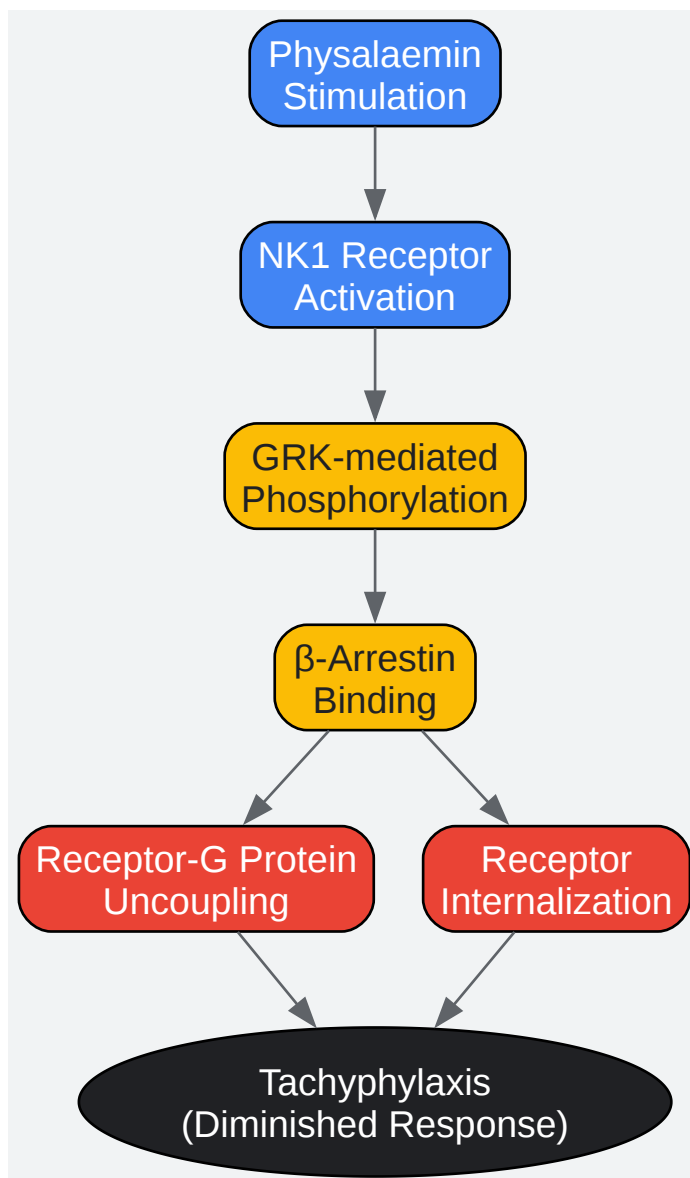 Physalaemin
Stimulation
NK1 Receptor
Activation
GRK-mediated
Phosphorylation
β-Arrestin
Binding
Receptor-G Protein
Uncoupling
Receptor
Internalization
Tachyphylaxis
(Diminished Response)